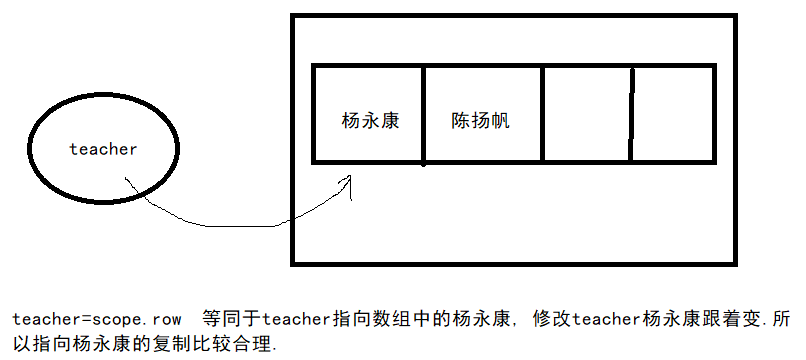 teacher
杨永康
陈扬帆
teacher=scope.row 等同于teacher指向数组中的杨永康, 修改teacher杨永康跟着变.所
以指向杨永康的复制比较合理.